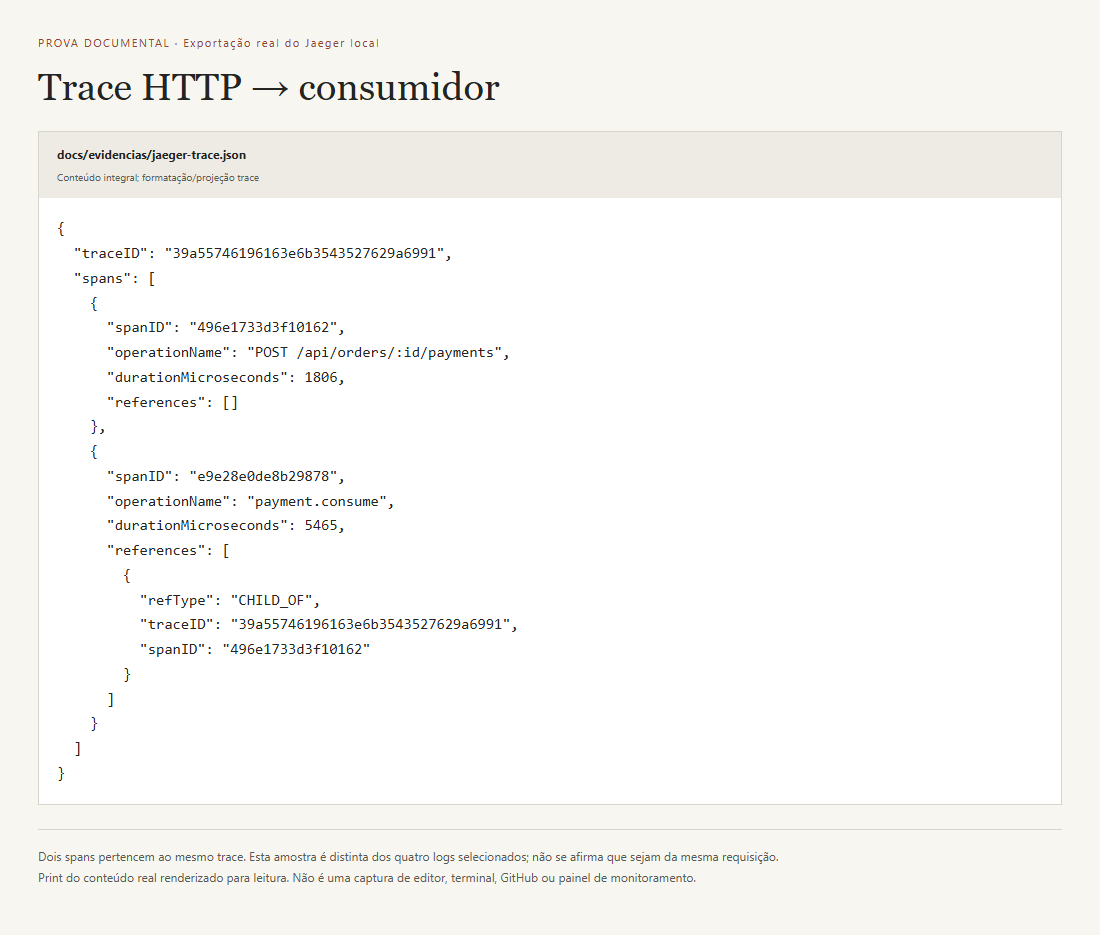 PROVA DOCUMENTAL · Exportação real do Jaeger local
Trace HTTP → consumidor
docs/evidencias/jaeger-trace.json
Conteúdo integral; formatação/projeção trace
{
  "traceID": "39a55746196163e6b3543527629a6991",
  "spans": [
    {
      "spanID": "496e1733d3f10162",
      "operationName": "POST /api/orders/:id/payments",
      "durationMicroseconds": 1806,
      "references": []
    },
    {
      "spanID": "e9e28e0de8b29878",
      "operationName": "payment.consume",
      "durationMicroseconds": 5465,
      "references": [
        {
          "refType": "CHILD_OF",
          "traceID": "39a55746196163e6b3543527629a6991",
          "spanID": "496e1733d3f10162"
        }
      ]
    }
  ]
}
Dois spans pertencem ao mesmo trace. Esta amostra é distinta dos quatro logs selecionados; não se afirma que sejam da mesma requisição.
Print do conteúdo real renderizado para leitura. Não é uma captura de editor, terminal, GitHub ou painel de monitoramento.